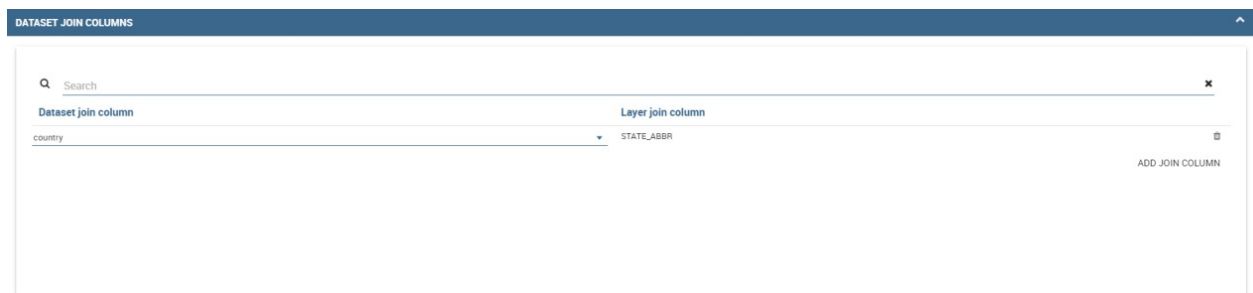 DATASET JOIN COLUMNS
Search
Dataset join column Layer join column
country STATE_ABBR
ADD JOIN COLUMN